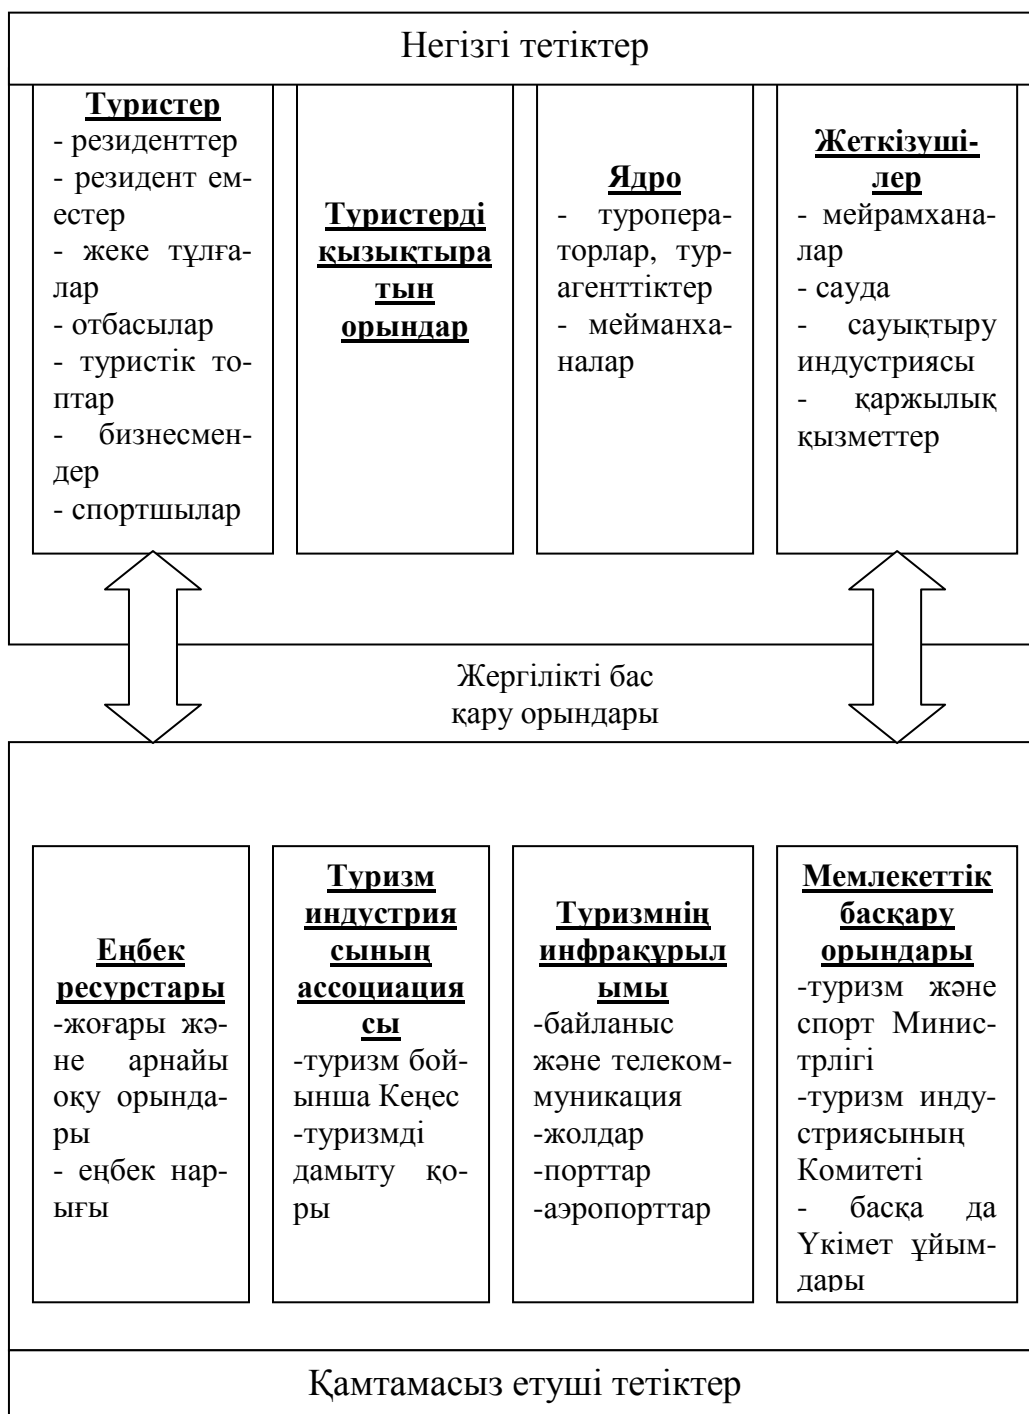 Негізгі тетіктер
Туристер
- резиденттер
- резидент ем-
естер
- жеке тұлға-
лар
- отбасылар
- туристік то-
птар
- бизнесмен-
дер
- спортшылар
Туристерді
қызықтыра
тын
орындар
Ядро
- туропера-
торлар, тур-
агенттіктер
- мейманха-
налар
Жеткізуші-
лер
- мейрамхана-
лар
- сауда
- сауықтыру
индустриясы
- қаржылық
қызметтер
Жергілікті бас
қару орындары
Еңбек
ресурстары
-жоғары жә-
не арнайы
оқу орында-
ры
- еңбек нар-
ығы
Туризм
индустрия
сының
ассоциация
сы
-туризм бой-
ынша Кеңес
-туризмді
дамыту қо-
ры
Туризмнің
инфрақұрыл
ымы
-байланыс
және телеком-
муникация
-жолдар
-порттар
-аэропорттар
Мемлекеттік
басқару
орындары
-туризм және
спорт Минис-
трлігі
-туризм инду-
стриясының
Комитеті
- басқа да
Үкімет ұйым-
дары
Қамтамасыз етуші тетіктер